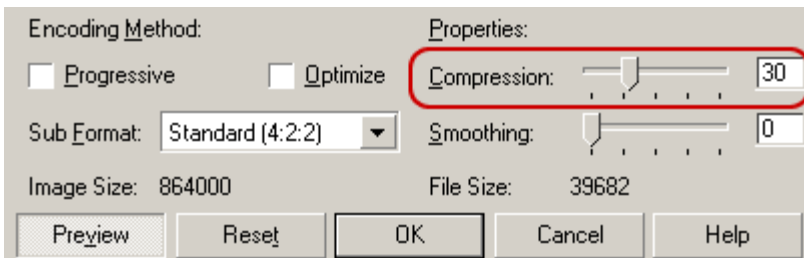 Encoding Method: Properties:
Progressive Optimize Compression: 30
Sub Format: Standard (4:2:2) Smoothing: 0
Image Size: 864000 File Size: 39682
Preview Reset OK Cancel Help